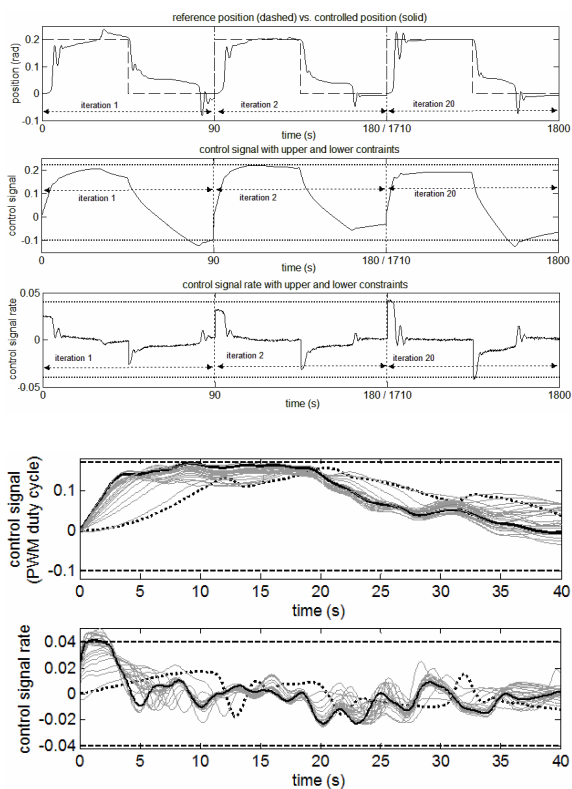 reference position (dashed) vs. controlled position (solid)
position (rad)
0.2
0.1
0
-0.1
iteration 1
iteration 2
iteration 20
0
90
180 / 1710
1800
time (s)
control signal with upper and lower contraints
control signal
0.2
0.1
0
-0.1
iteration 1
iteration 2
iteration 20
0
90
180 / 1710
1800
time (s)
control signal rate with upper and lower constraints
control signal rate
0.05
0
-0.05
iteration 1
iteration 2
iteration 20
0
90
180 / 1710
1800
time (s)
control signal
(PWM duty cycle)
0.1
0
-0.1
0 5 10 15 20 25 30 35 40
time (s)
control signal rate
0.04
0.02
0
-0.02
-0.04
0 5 10 15 20 25 30 35 40
time (s)